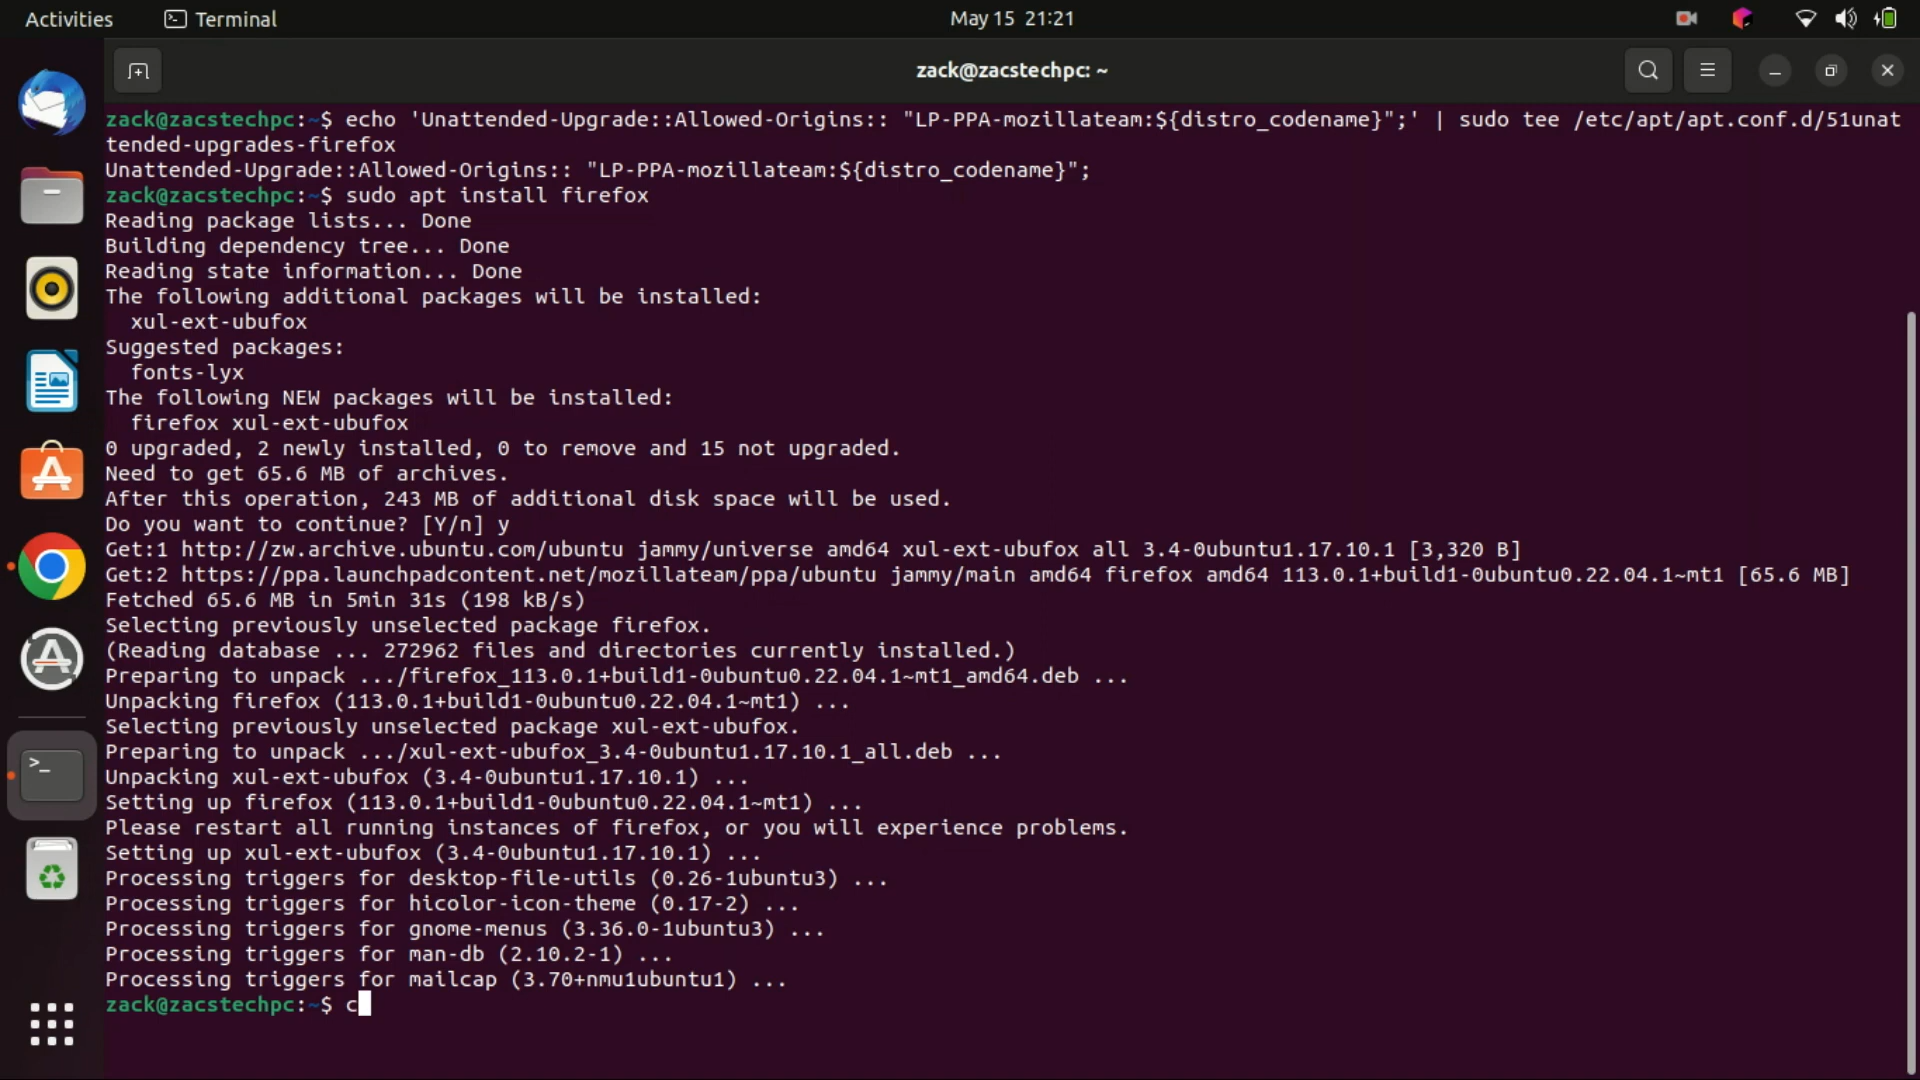 Activities
Terminal
May 15 21:21
zack@zacstechpc: ~
zack@zacstechpc:~$ echo 'Unattended-Upgrade::Allowed-Origins:: "LP-PPA-mozillateam:${distro_codename}";' | sudo tee /etc/apt/apt.conf.d/51unat
tended-upgrades-firefox
Unattended-Upgrade::Allowed-Origins:: "LP-PPA-mozillateam:${distro_codename}";
zack@zacstechpc:~$ sudo apt install firefox
Reading package lists... Done
Building dependency tree... Done
Reading state information... Done
The following additional packages will be installed:
  xul-ext-ubufox
Suggested packages:
  fonts-lyx
The following NEW packages will be installed:
  firefox xul-ext-ubufox
0 upgraded, 2 newly installed, 0 to remove and 15 not upgraded.
Need to get 65.6 MB of archives.
After this operation, 243 MB of additional disk space will be used.
Do you want to continue? [Y/n] y
Get:1 http://zw.archive.ubuntu.com/ubuntu jammy/universe amd64 xul-ext-ubufox all 3.4-0ubuntu1.17.10.1 [3,320 B]
Get:2 https://ppa.launchpadcontent.net/mozillateam/ppa/ubuntu jammy/main amd64 firefox amd64 113.0.1+build1-0ubuntu0.22.04.1~mt1 [65.6 MB]
Fetched 65.6 MB in 5min 31s (198 kB/s)
Selecting previously unselected package firefox.
(Reading database ... 272962 files and directories currently installed.)
Preparing to unpack .../firefox_113.0.1+build1-0ubuntu0.22.04.1~mt1_amd64.deb ...
Unpacking firefox (113.0.1+build1-0ubuntu0.22.04.1~mt1) ...
Selecting previously unselected package xul-ext-ubufox.
Preparing to unpack .../xul-ext-ubufox_3.4-0ubuntu1.17.10.1_all.deb ...
Unpacking xul-ext-ubufox (3.4-0ubuntu1.17.10.1) ...
Setting up firefox (113.0.1+build1-0ubuntu0.22.04.1~mt1) ...
Please restart all running instances of firefox, or you will experience problems.
Setting up xul-ext-ubufox (3.4-0ubuntu1.17.10.1) ...
Processing triggers for desktop-file-utils (0.26-1ubuntu3) ...
Processing triggers for hicolor-icon-theme (0.17-2) ...
Processing triggers for gnome-menus (3.36.0-1ubuntu3) ...
Processing triggers for man-db (2.10.2-1) ...
Processing triggers for mailcap (3.70+nmu1ubuntu1) ...
zack@zacstechpc:~$ c